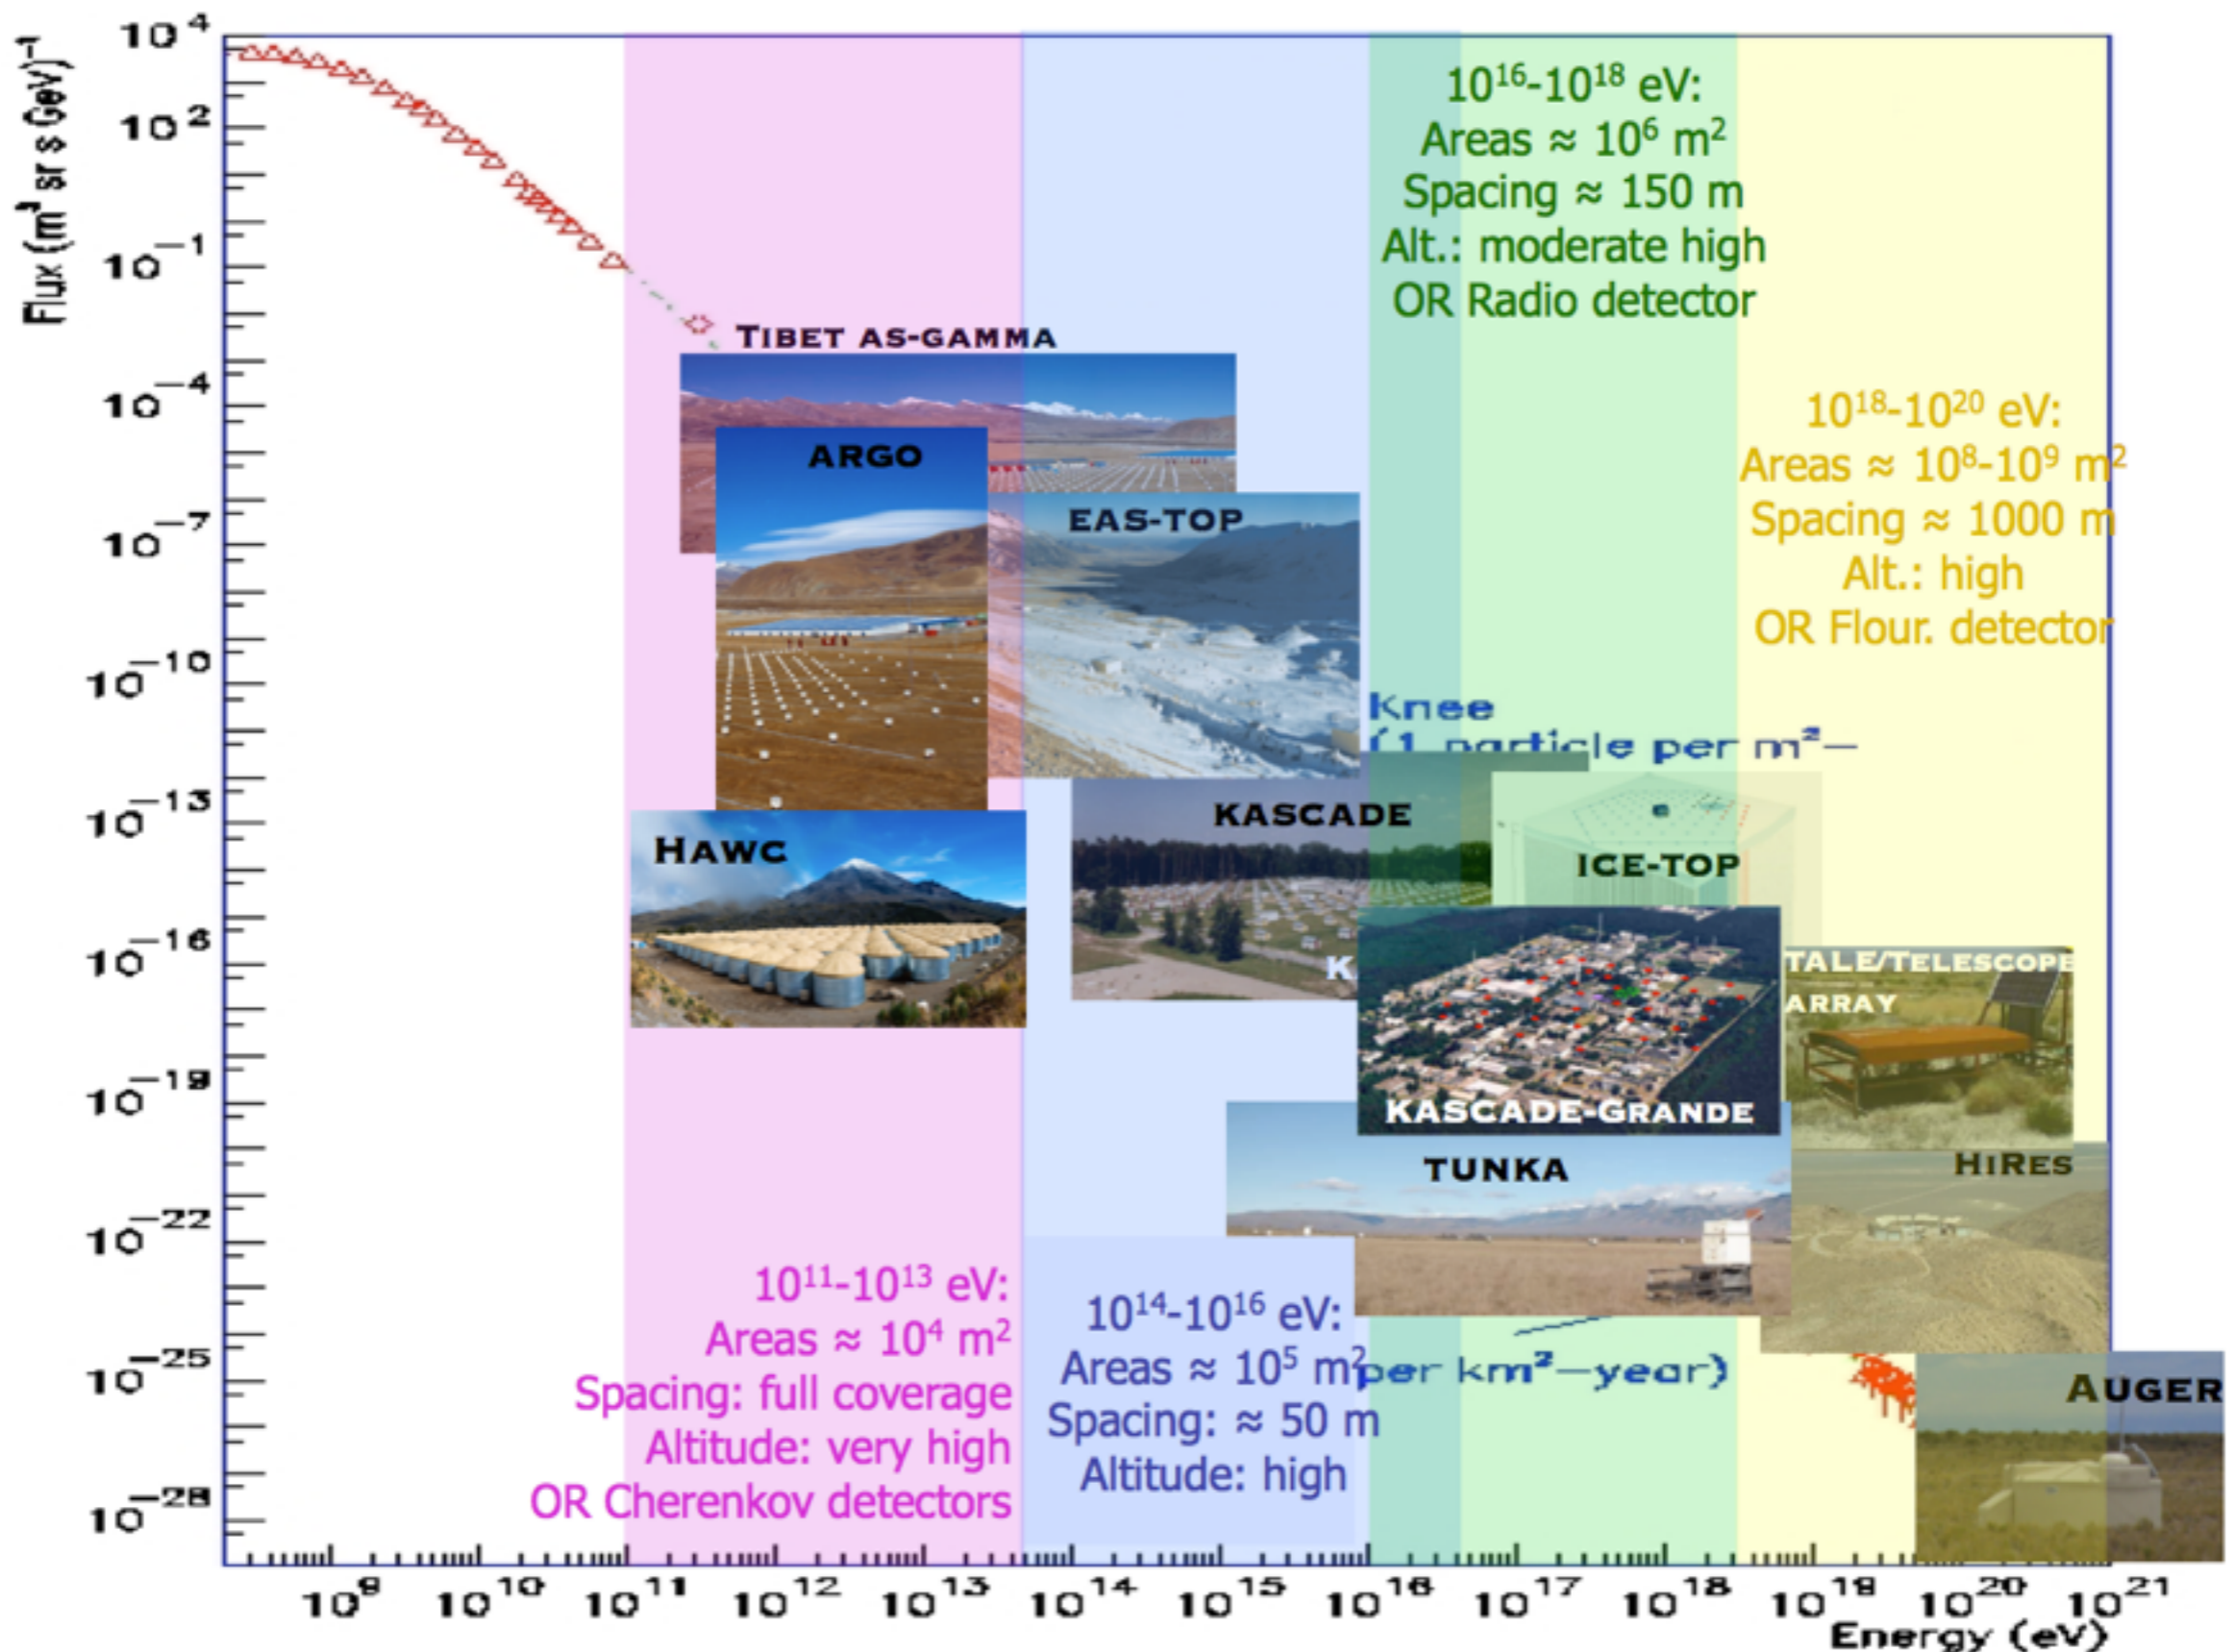 Flux (m² sr s GeV)⁻¹
10⁴
10²
10⁻¹
10⁻⁴
10⁻⁷
10⁻¹⁰
10⁻¹³
10⁻¹⁶
10⁻¹⁹
10⁻²²
10⁻²⁵
10⁻²⁸
10¹⁶-10¹⁸ eV:
Areas ≈ 10⁶ m²
Spacing ≈ 150 m
Alt.: moderate high
OR Radio detector
TIBET AS-GAMMA
ARGO
EAS-TOP
10¹⁸-10²⁰ eV:
Areas ≈ 10⁸-10⁹ m²
Spacing ≈ 1000 m
Alt.: high
OR Flour. detector
Knee
(1 particle per m²–
HAWC
KASCADE
K
ICE-TOP
KASCADE-GRANDE
TALE/TELESCOPE
ARRAY
TUNKA
HIRES
AUGER
10¹¹-10¹³ eV:
Areas ≈ 10⁴ m²
Spacing: full coverage
Altitude: very high
OR Cherenkov detectors
10¹⁴-10¹⁶ eV:
Areas ≈ 10⁵ m²
Spacing: ≈ 50 m
Altitude: high
per km²–year)
10⁹ 10¹⁰ 10¹¹ 10¹² 10¹³ 10¹⁴ 10¹⁵ 10¹⁶ 10¹⁷ 10¹⁸ 10¹⁹ 10²⁰ 10²¹
Energy (eV)